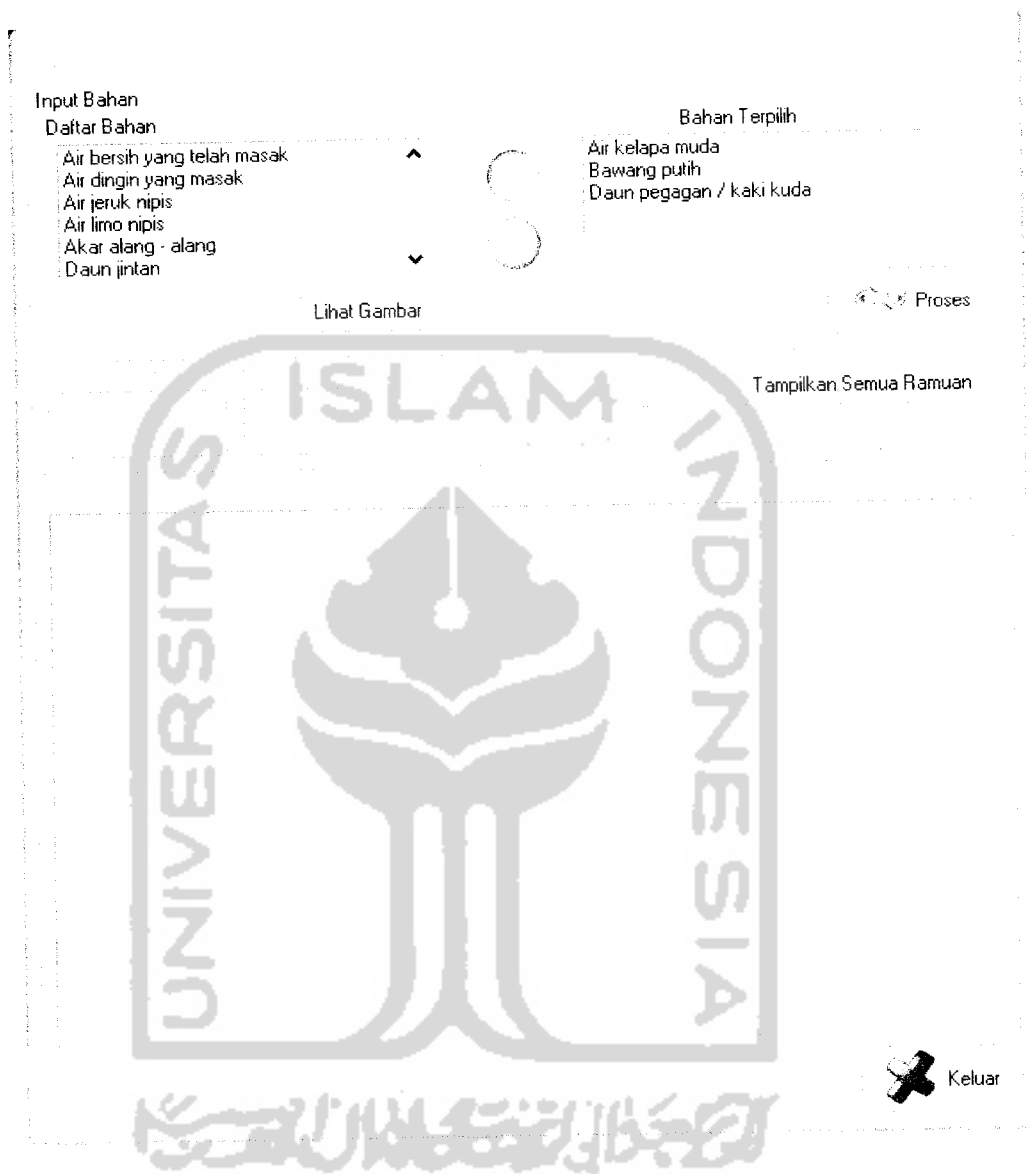 Input Bahan
Daftar Bahan
Air bersih yang telah masak
Air dingin yang masak
Air jeruk nipis
Air limo nipis
Akar alang - alang
Daun jintan
Lihat Gambar
Bahan Terpilih
Air kelapa muda
Bawang putih
Daun pegagan / kaki kuda
Proses
Tampilkan Semua Ramuan
UNIVERSITAS
ISLAM
INDONESIA
Keluar